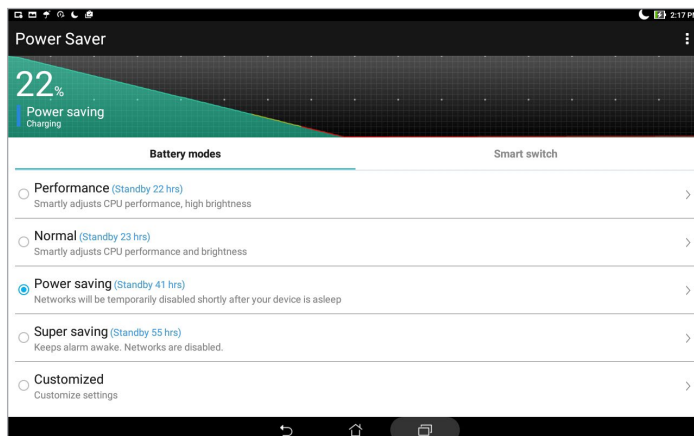 2:17 P
Power Saver
22%
Power saving
Charging
Battery modes
Smart switch
Performance (Standby 22 hrs)
Smartly adjusts CPU performance, high brightness
Normal (Standby 23 hrs)
Smartly adjusts CPU performance and brightness
Power saving (Standby 41 hrs)
Networks will be temporarily disabled shortly after your device is asleep
Super saving (Standby 55 hrs)
Keeps alarm awake. Networks are disabled.
Customized
Customize settings